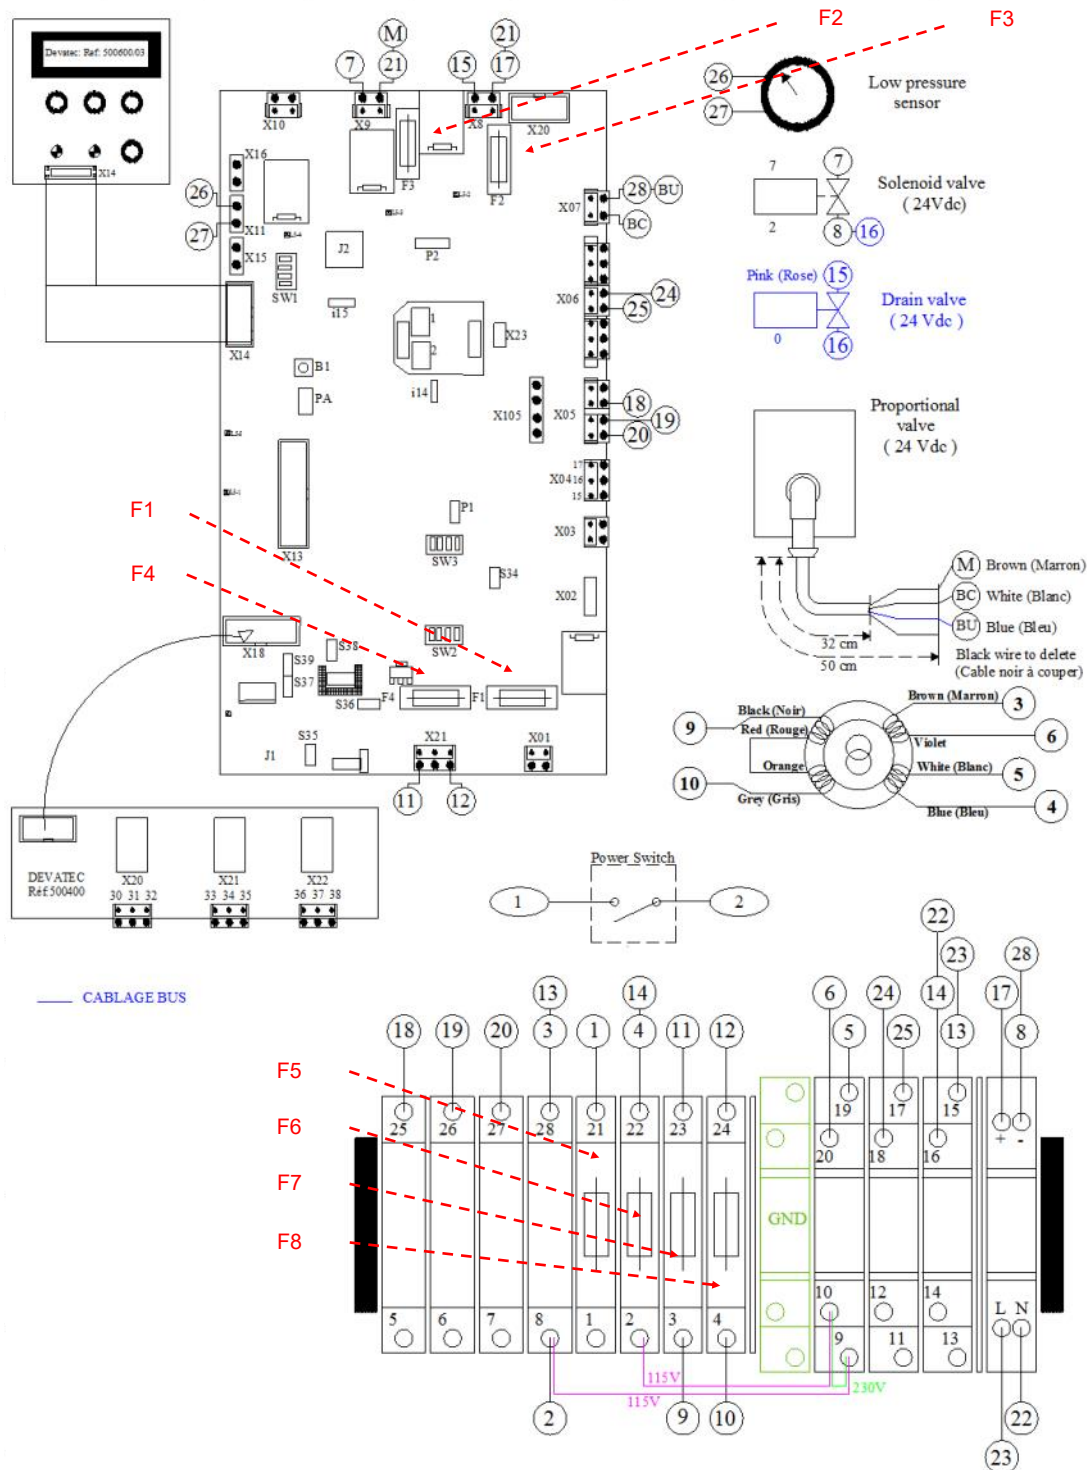 F2
F3
Devatec: Ref: 500600.03
X14
M
21
7
21
15
17
X10
X9
X8
X20
F3
F2
26
27
Low pressure
sensor
X16
26
X11
27
X15
SW1
J2
P2
i15
X07
28
BU
BC
7
2
7
8
16
Solenoid valve
( 24Vdc)
X06
24
25
Pink (Rose)
15
0
16
Drain valve
( 24 Vdc )
X14
1
2
X23
B1
PA
i14
X105
X05
18
19
20
Proportional
valve
( 24 Vdc )
17
X04
16
15
F1
P1
X03
X13
SW3
F4
S34
X02
M
Brown (Marron)
BC
White (Blanc)
BU
Blue (Bleu)
32 cm
50 cm
Black wire to delete
(Cable noir à couper)
X18
S38
SW2
S39
S37
S36
F4
F1
S35
J1
X21
X01
11
12
Brown (Marron)
3
Black (Noir)
9
Red (Rouge)
6
Violet
Orange
White (Blanc)
5
10
Grey (Gris)
Blue (Bleu)
4
DEVATEC
Réf:500400
X20
X21
X22
30 31 32
33 34 35
36 37 38
Power Switch
1
2
CABLAGE BUS
22
13
14
23
28
18
19
20
3
1
4
11
12
6
5
24
25
14
13
17
8
F5
F6
F7
F8
25
26
27
28
21
22
23
24
19
17
15
20
18
16
+ -
GND
10
12
14
L N
5
6
7
8
1
2
3
4
9
11
13
115V
115V
230V
2
9
10
22
23